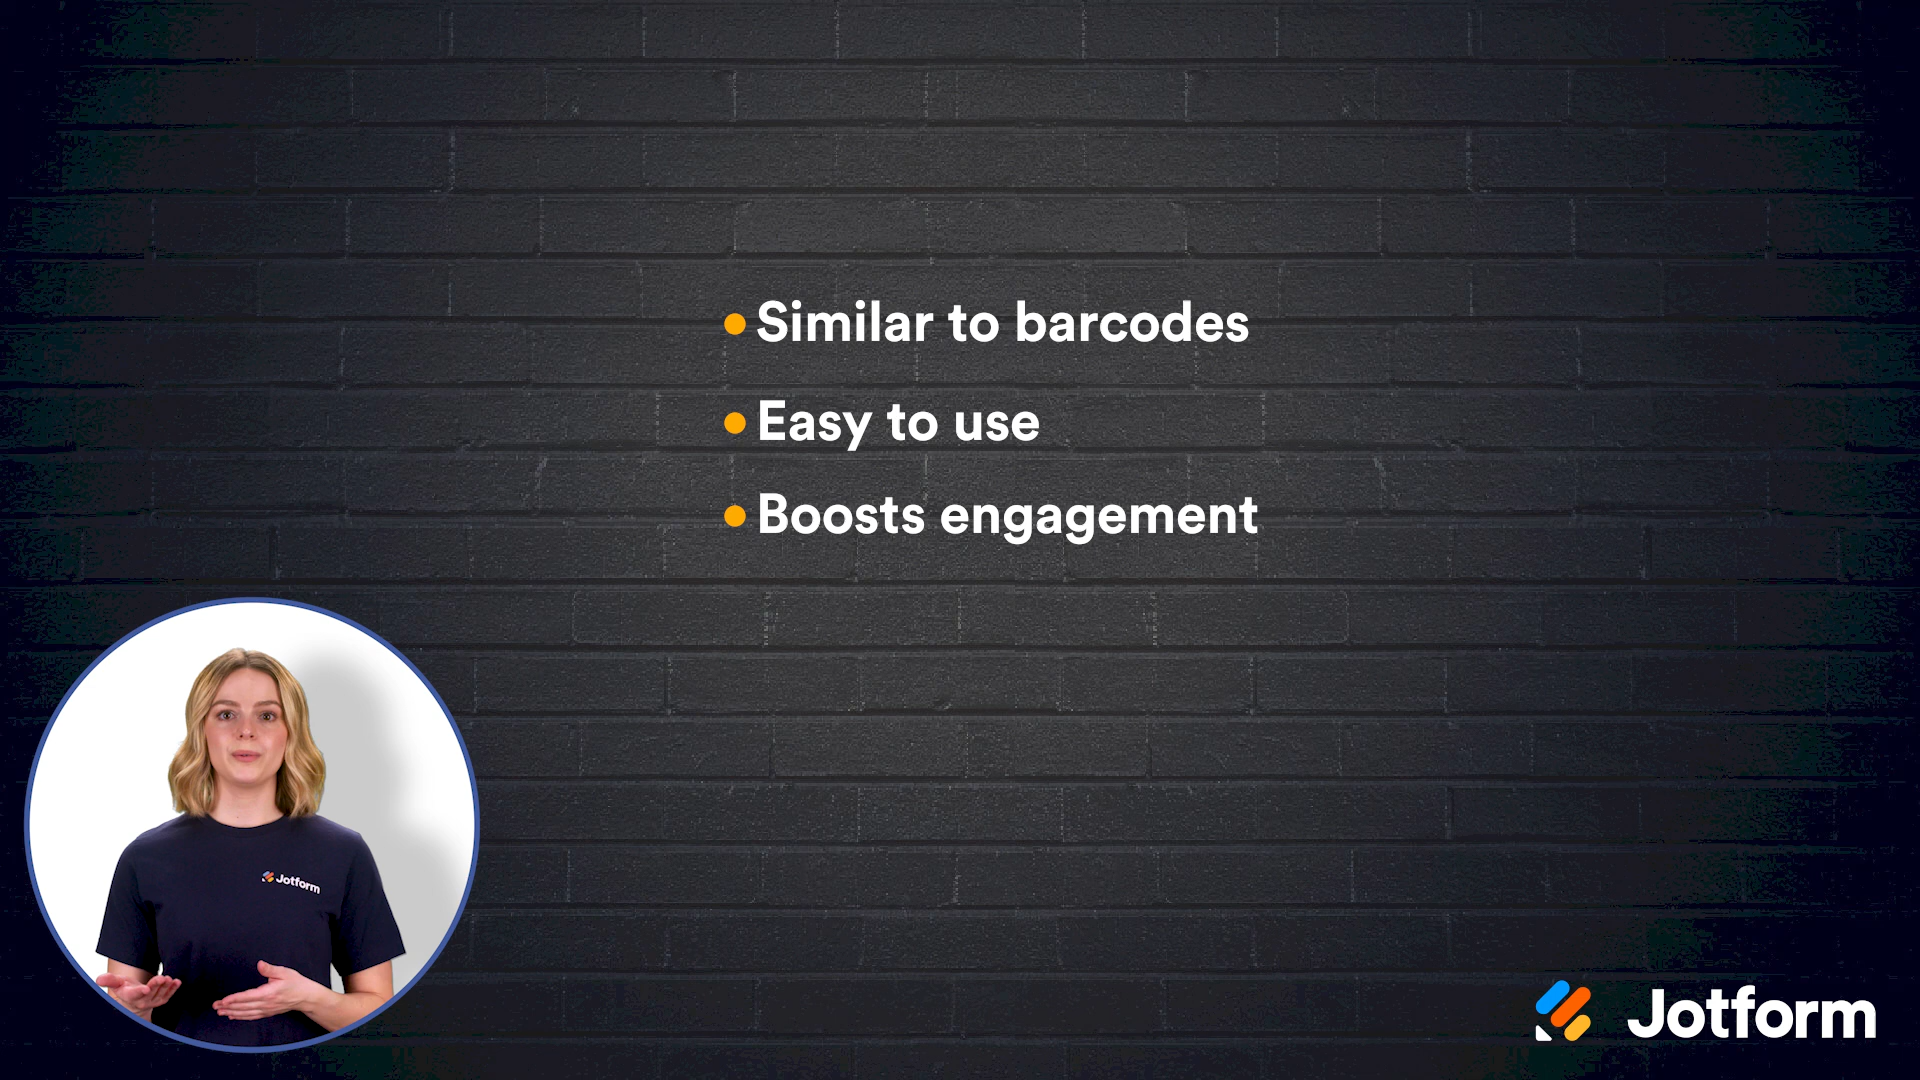 Similar to barcodes
Easy to use
Boosts engagement
Jotform
Jotform